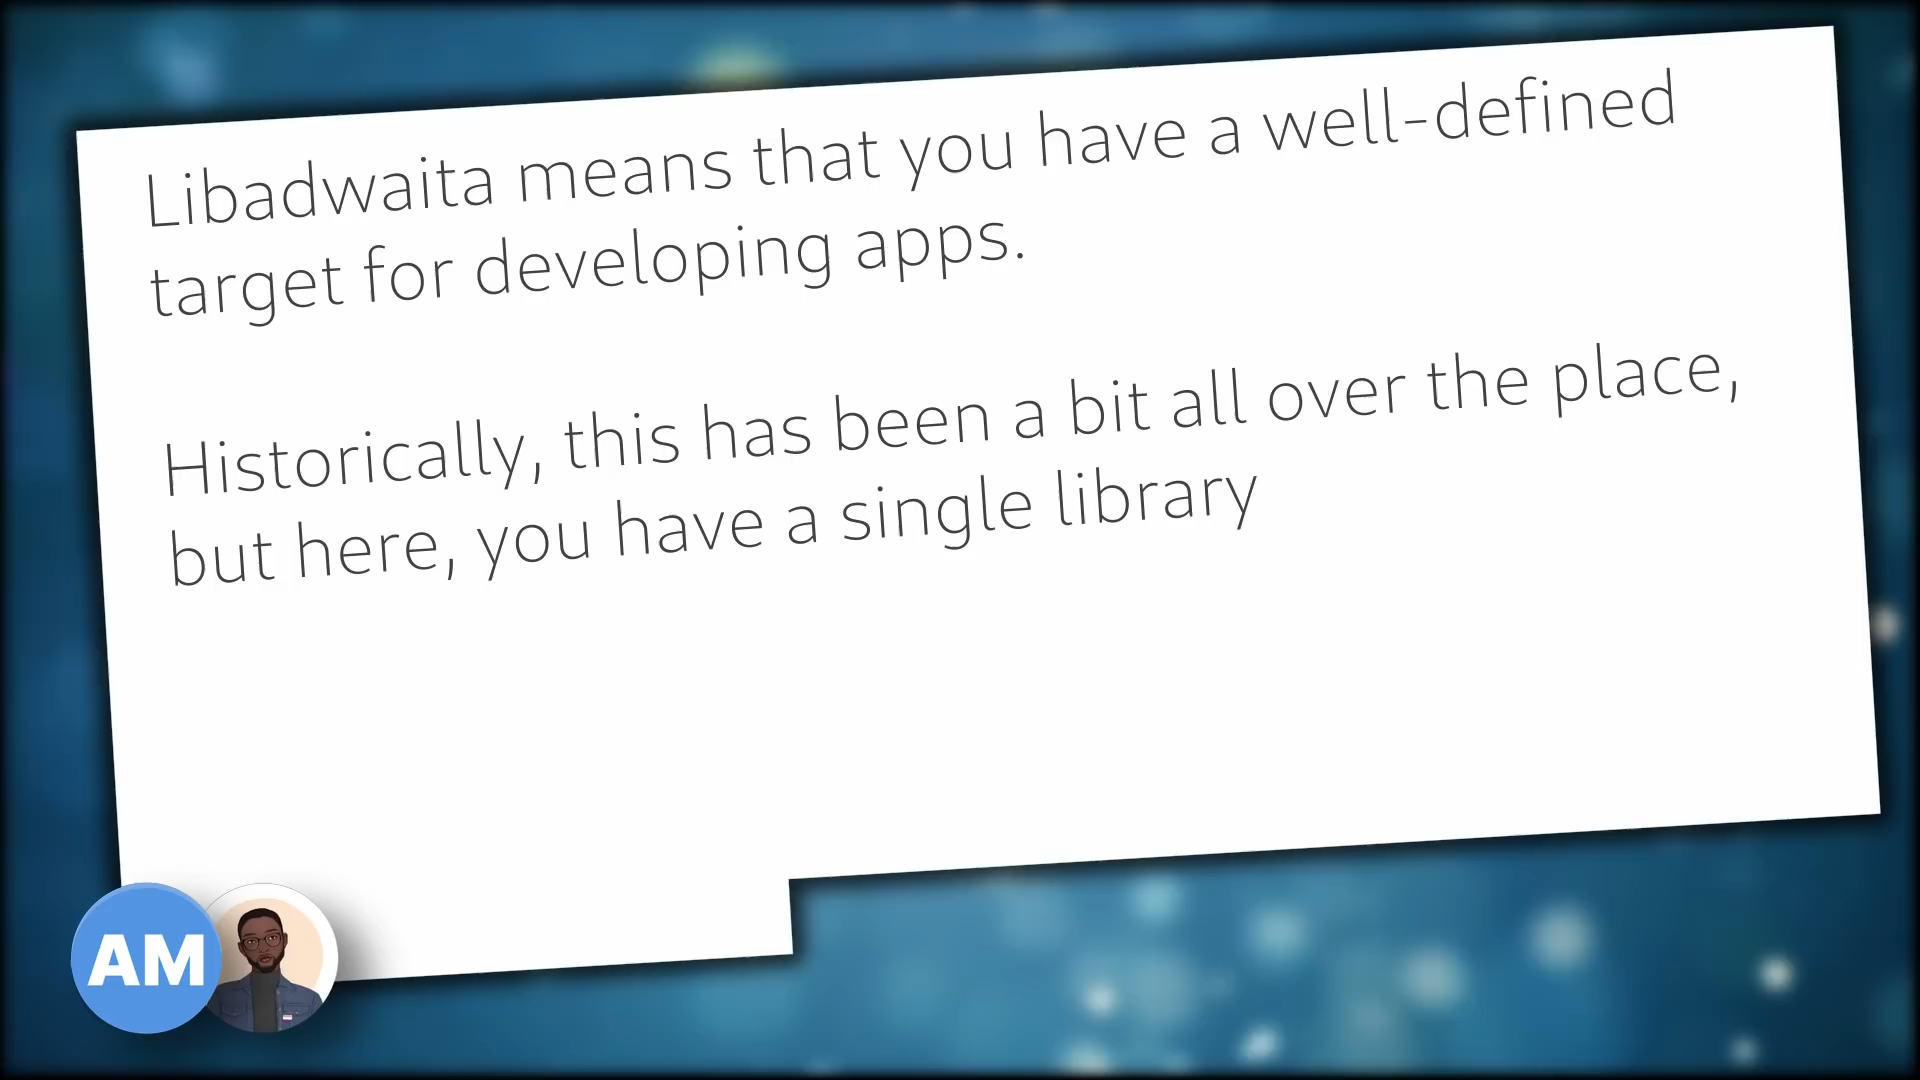 Libadwaita means that you have a well-defined
target for developing apps.
Historically, this has been a bit all over the place,
but here, you have a single library
AM